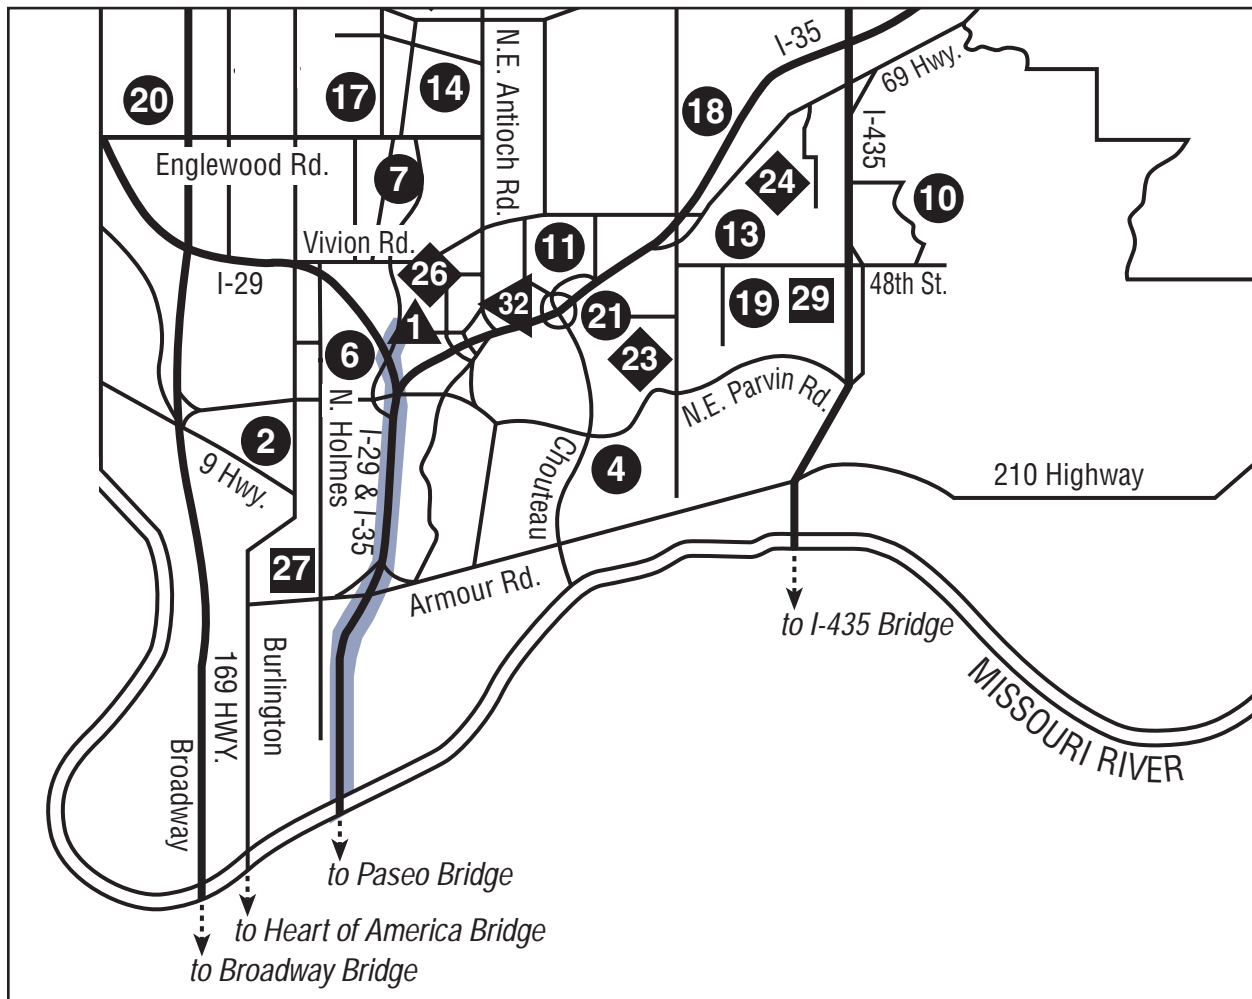 I-35
N.E. Antioch Rd.
69 Hwy.
20
17
14
18
I-435
Englewood Rd.
7
24
10
Vivion Rd.
11
13
I-29
26
48th St.
32
19
29
1
21
6
23
N. Holmes
N.E. Parvin Rd.
2
I-29 & I-35
Chouteau
4
9 Hwy.
210 Highway
27
Armour Rd.
to I-435 Bridge
169 HWY.
Burlington
MISSOURI RIVER
Broadway
to Paseo Bridge
to Heart of America Bridge
to Broadway Bridge